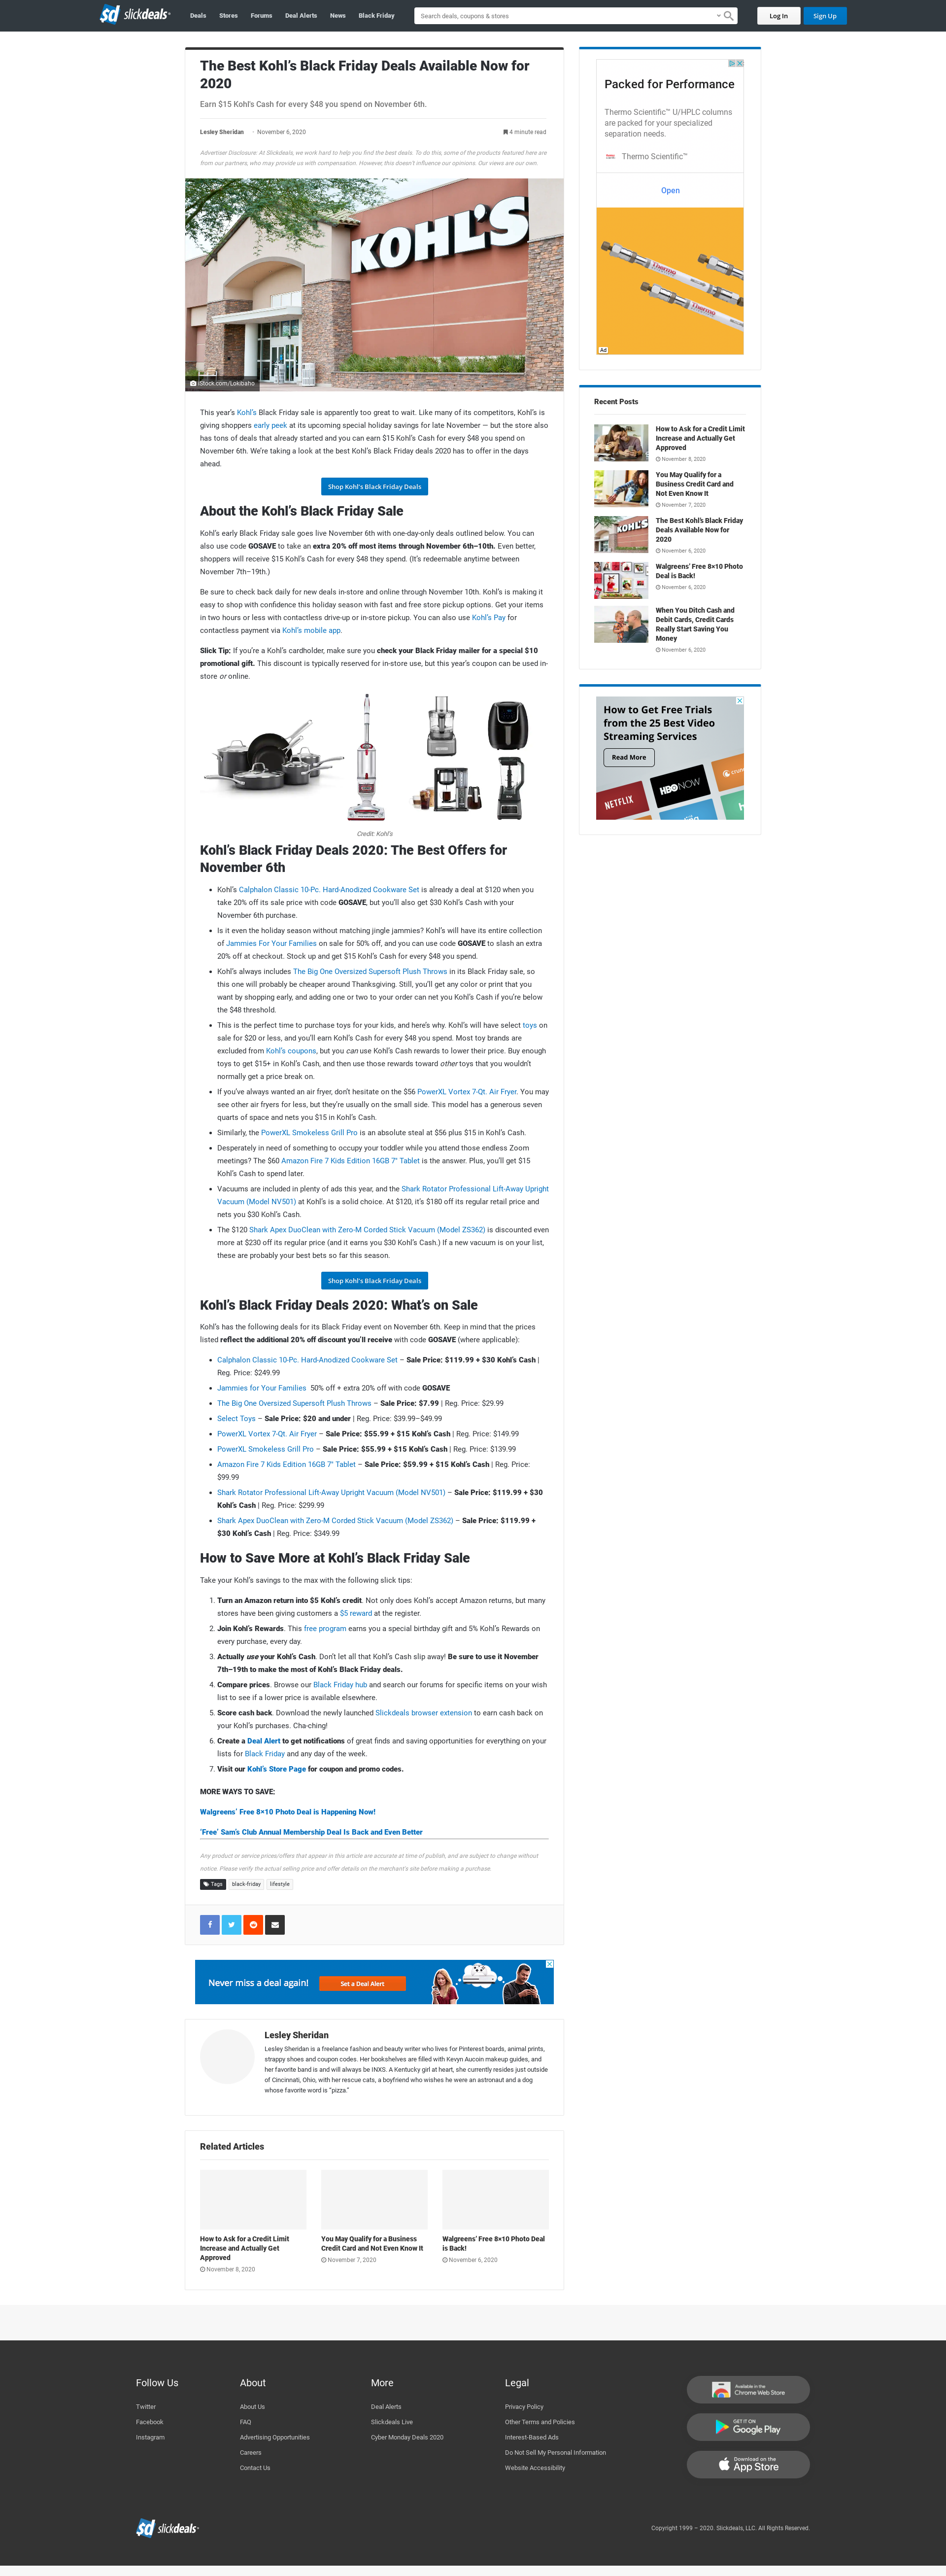 slickdeals
Deals Stores Forums Deal Alerts News Black Friday
Search deals, coupons & stores
Log In Sign Up
The Best Kohl's Black Friday Deals Available Now for
2020
Earn $15 Kohl's Cash for every $48 you spend on November 6th.
Lesley Sheridan November 6, 2020 4 minute read
Advertiser Disclosure: At Slickdeals, we work hard to help you find the best deals. To do this, some of the products featured here are
from our partners, who may provide us with compensation. However, this doesn't influence our opinions. Our views are our own.
KOHL'S
iStock.com/Lokibaho
This year's Kohl's Black Friday sale is apparently too great to wait. Like many of its competitors, Kohl's is
giving shoppers early peek at its upcoming special holiday savings for late November — but the store also
has tons of deals that already started and you can earn $15 Kohl's Cash for every $48 you spend on
November 6th. We're taking a look at the best Kohl's Black Friday deals 2020 has to offer in the days
ahead.
Shop Kohl's Black Friday Deals
About the Kohl's Black Friday Sale
Kohl's early Black Friday sale goes live November 6th with new-day-only deals outlined below. You can
also use code GOSAVE to take an extra 20% off most items through November 6th–10th. Even better,
shoppers will receive $15 Kohl's Cash for every $48 they spend. (It's redeemable anytime between
November 7th–19th.)
Be sure to check back daily for new deals in-store and online through November 10th. Kohl's is making it
easy to shop with confidence this holiday season with fast and free store pickup options. Get your items
in two hours or less with contactless drive-up or in-store pickup. You can also use Kohl's Pay for
contactless payment via Kohl's mobile app.
Slick Tip: If you're a Kohl's cardholder, make sure you check your Black Friday mailer for a special $10
promotional gift. This discount is typically reserved for in-store use, but this year's coupon can be used in-
store or online.
Credit: Kohl's
Kohl's Black Friday Deals 2020: The Best Offers for
November 6th
• Kohl's Calphalon Classic 10-Pc. Hard-Anodized Cookware Set is already a deal at $120 when you
take 20% off its sale price with code GOSAVE, but you'll also get $30 Kohl's Cash with your
November 6th purchase.
• Is it even the holiday season without matching jingle jammies? Kohl's will have its entire collection
of Jammies For Your Families on sale for 50% off, and you can use code GOSAVE to slash an extra
20% off at checkout. Stock up and get $15 Kohl's Cash for every $48 you spend.
• Kohl's always includes The Big One Oversized Supersoft Plush Throws in its Black Friday sale, so
this one will probably be cheaper around Thanksgiving. Still, you'll get any color or print that you
want by shopping early, and adding one or two to your order can net you Kohl's Cash if you're below
the $48 threshold.
• This is the perfect time to purchase toys for your kids, and here's why. Kohl's will have select toys on
sale for $20 or less, and you'll earn Kohl's Cash for every $48 you spend. Most toy brands are
excluded from Kohl's coupons, but you can use Kohl's Cash rewards to lower their price. Buy enough
toys to get $15+ in Kohl's Cash, and then use those rewards toward other toys that you wouldn't
normally get a price break on.
• If you've always wanted an air fryer, don't hesitate on the $56 PowerXL Vortex 7-Qt. Air Fryer. You may
see other air fryers for less, but they're usually on the small side. This model has a generous seven
quarts of space and nets you $15 in Kohl's Cash.
• Similarly, the PowerXL Smokeless Grill Pro is an absolute steal at $56 plus $15 in Kohl's Cash.
• Desperately in need of something to occupy your toddler while you attend those endless Zoom
meetings? The $60 Amazon Fire 7 Kids Edition 16GB 7" Tablet is the answer. Plus, you'll get $15
Kohl's Cash to spend later.
• Vacuums are included in plenty of ads this year, and the Shark Rotator Professional Lift-Away Upright
Vacuum (Model NV501) at Kohl's is a solid choice. At $120, it's $180 off its regular retail price and
nets you $30 Kohl's Cash.
• The $120 Shark Apex DuoClean with Zero-M Corded Stick Vacuum (Model ZS362) is discounted even
more at $230 off its regular price (and it earns you $30 Kohl's Cash.) If a new vacuum is on your list,
these are probably your best bets so far this season.
Shop Kohl's Black Friday Deals
Kohl's Black Friday Deals 2020: What's on Sale
Kohl's has the following deals for its Black Friday event on November 6th. Keep in mind that the prices
listed reflect the additional 20% off discount you'll receive with code GOSAVE (where applicable):
• Calphalon Classic 10-Pc. Hard-Anodized Cookware Set – Sale Price: $119.99 + $30 Kohl's Cash |
Reg. Price: $249.99
• Jammies for Your Families 50% off + extra 20% off with code GOSAVE
• The Big One Oversized Supersoft Plush Throws – Sale Price: $7.99 | Reg. Price: $29.99
• Select Toys – Sale Price: $20 and under | Reg. Price: $39.99–$49.99
• PowerXL Vortex 7-Qt. Air Fryer – Sale Price: $55.99 + $15 Kohl's Cash | Reg. Price: $149.99
• PowerXL Smokeless Grill Pro – Sale Price: $55.99 + $15 Kohl's Cash | Reg. Price: $139.99
• Amazon Fire 7 Kids Edition 16GB 7" Tablet – Sale Price: $59.99 + $15 Kohl's Cash | Reg. Price:
$99.99
• Shark Rotator Professional Lift-Away Upright Vacuum (Model NV501) – Sale Price: $119.99 + $30
Kohl's Cash | Reg. Price: $299.99
• Shark Apex DuoClean with Zero-M Corded Stick Vacuum (Model ZS362) – Sale Price: $119.99 +
$30 Kohl's Cash | Reg. Price: $349.99
How to Save More at Kohl's Black Friday Sale
Take your Kohl's savings to the max with the following slick tips:
1. Turn an Amazon return into $5 Kohl's credit. Not only does Kohl's accept Amazon returns, but many
stores have been giving customers a $5 reward at the register.
2. Join Kohl's Rewards. This free program earns you a special birthday gift and 5% Kohl's Rewards on
every purchase, every day.
3. Actually use your Kohl's Cash. Don't let all that Kohl's Cash slip away! Be sure to use it November
7th–19th to make the most of Kohl's Black Friday deals.
4. Compare prices. Browse our Black Friday hub and search our forums for specific items on your wish
list to see if a lower price is available elsewhere.
5. Score cash back. Download the newly launched Slickdeals browser extension to earn cash back on
your Kohl's purchases. Cha-ching!
6. Create a Deal Alert to get notifications of great finds and saving opportunities for everything on your
lists for Black Friday and any day of the week.
7. Visit our Kohl's Store Page for coupon and promo codes.
MORE WAYS TO SAVE:
Walgreens' Free 8×10 Photo Deal is Happening Now!
'Free' Sam's Club Annual Membership Deal Is Back and Even Better
Any product or service prices/offers that appear in this article are accurate at time of publish, and are subject to change without
notice. Please verify the actual selling price and offer details on the merchant's site before making a purchase.
Tags black-friday lifestyle
Never miss a deal again! Set a Deal Alert
Lesley Sheridan
Lesley Sheridan is a freelance fashion and beauty writer who lives for Pinterest boards, animal prints,
strappy shoes and coupon codes. Her bookshelves are filled with Kevyn Aucoin makeup guides, and
her favorite band is and will always be INXS. A Kentucky girl at heart, she currently resides just outside
of Cincinnati, Ohio, with her rescue cats, a boyfriend who wishes he were an astronaut and a dog
whose favorite word is "pizza."
Related Articles
How to Ask for a Credit Limit
Increase and Actually Get
Approved
November 8, 2020
You May Qualify for a Business
Credit Card and Not Even Know It
November 7, 2020
Walgreens' Free 8×10 Photo Deal
is Back!
November 6, 2020
Packed for Performance
Thermo Scientific™ U/HPLC columns
are packed for your specialized
separation needs.
Thermo Scientific™
Open
Ad
Recent Posts
How to Ask for a Credit Limit
Increase and Actually Get
Approved
November 8, 2020
You May Qualify for a
Business Credit Card and
Not Even Know It
November 7, 2020
The Best Kohl's Black Friday
Deals Available Now for
2020
November 6, 2020
Walgreens' Free 8×10 Photo
Deal is Back!
November 6, 2020
When You Ditch Cash and
Debit Cards, Credit Cards
Really Start Saving You
Money
November 6, 2020
How to Get Free Trials
from the 25 Best Video
Streaming Services
Read More
NETFLIX
HBO NOW
Follow Us
Twitter
Facebook
Instagram
About
About Us
FAQ
Advertising Opportunities
Careers
Contact Us
More
Deal Alerts
Slickdeals Live
Cyber Monday Deals 2020
Legal
Privacy Policy
Other Terms and Policies
Interest-Based Ads
Do Not Sell My Personal Information
Website Accessibility
Available in the
Chrome Web Store
GET IT ON
Google Play
Download on the
App Store
slickdeals
Copyright 1999 – 2020. Slickdeals, LLC. All Rights Reserved.